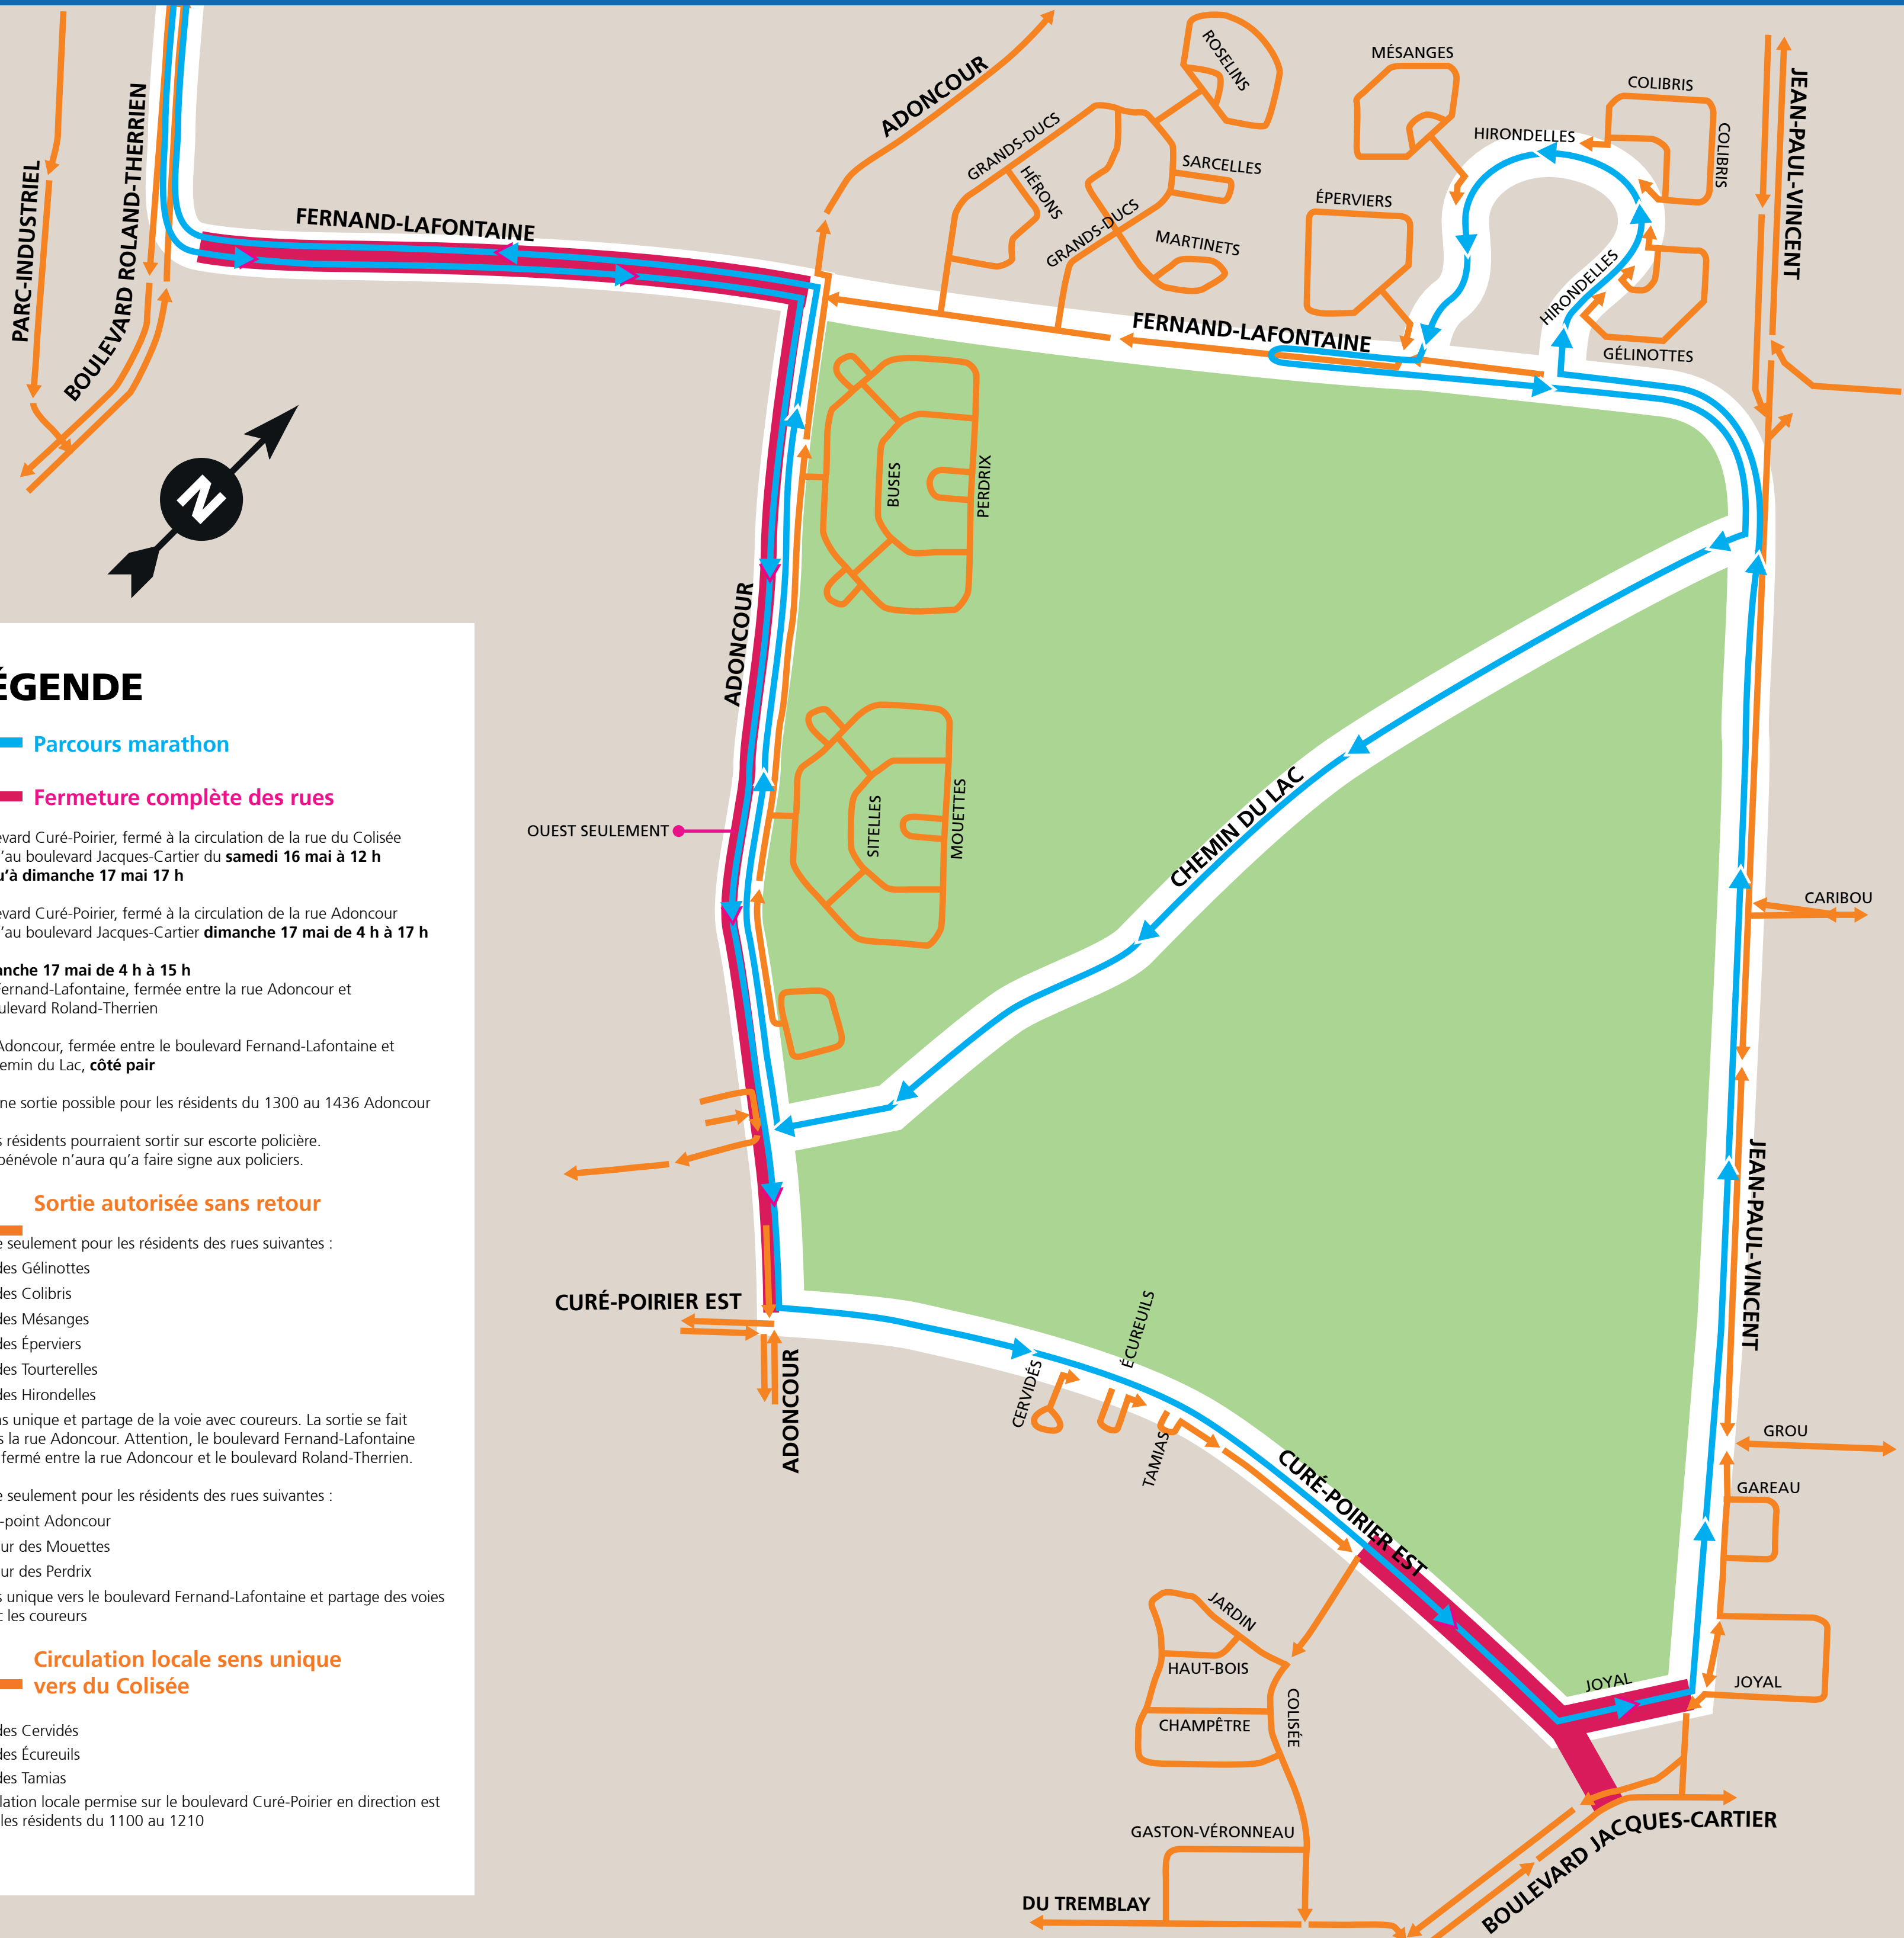 PARC-INDUSTRIEL
BOULEVARD ROLAND-THERRIEN
FERNAND-LAFONTAINE
ADONCOUR
ROSELINS
GRANDS-DUCS
HÉRONS
SARCELLES
GRANDS-DUCS
MARTINETS
MÉSANGES
ÉPERVIERS
HIRONDELLES
COLIBRIS
COLIBRIS
HIRONDELLES
GÉLINOTTES
JEAN-PAUL-VINCENT
FERNAND-LAFONTAINE
N
BUSES
PERDRIX
ADONCOUR
SITELLES
MOUETTES
OUEST SEULEMENT
CHEMIN DU LAC
CARIBOU
JEAN-PAUL-VINCENT
GROU
GAREAU
JOYAL
JOYAL
CURÉ-POIRIER EST
ADONCOUR
CERVIDÉS
ÉCUREUILS
TAMIAS
CURÉ-POIRIER EST
JARDIN
HAUT-BOIS
CHAMPÊTRE
COLISÉE
GASTON-VÉRONNEAU
DU TREMBLAY
BOULEVARD JACQUES-CARTIER
ÉGENDE
Parcours marathon
Fermeture complète des rues
evard Curé-Poirier, fermé à la circulation de la rue du Colisée
'au boulevard Jacques-Cartier du samedi 16 mai à 12 h
u'à dimanche 17 mai 17 h
evard Curé-Poirier, fermé à la circulation de la rue Adoncour
'au boulevard Jacques-Cartier dimanche 17 mai de 4 h à 17 h
anche 17 mai de 4 h à 15 h
Fernand-Lafontaine, fermée entre la rue Adoncour et
ulevard Roland-Therrien
Adoncour, fermée entre le boulevard Fernand-Lafontaine et
emin du Lac, côté pair
ne sortie possible pour les résidents du 1300 au 1436 Adoncour
s résidents pourraient sortir sur escorte policière.
bénévole n'aura qu'a faire signe aux policiers.
Sortie autorisée sans retour
e seulement pour les résidents des rues suivantes :
des Gélinottes
des Colibris
des Mésanges
des Éperviers
des Tourterelles
des Hirondelles
ns unique et partage de la voie avec coureurs. La sortie se fait
s la rue Adoncour. Attention, le boulevard Fernand-Lafontaine
fermé entre la rue Adoncour et le boulevard Roland-Therrien.
e seulement pour les résidents des rues suivantes :
-point Adoncour
ur des Mouettes
ur des Perdrix
s unique vers le boulevard Fernand-Lafontaine et partage des voies
c les coureurs
Circulation locale sens unique
vers du Colisée
des Cervidés
des Écureuils
des Tamias
lation locale permise sur le boulevard Curé-Poirier en direction est
les résidents du 1100 au 1210